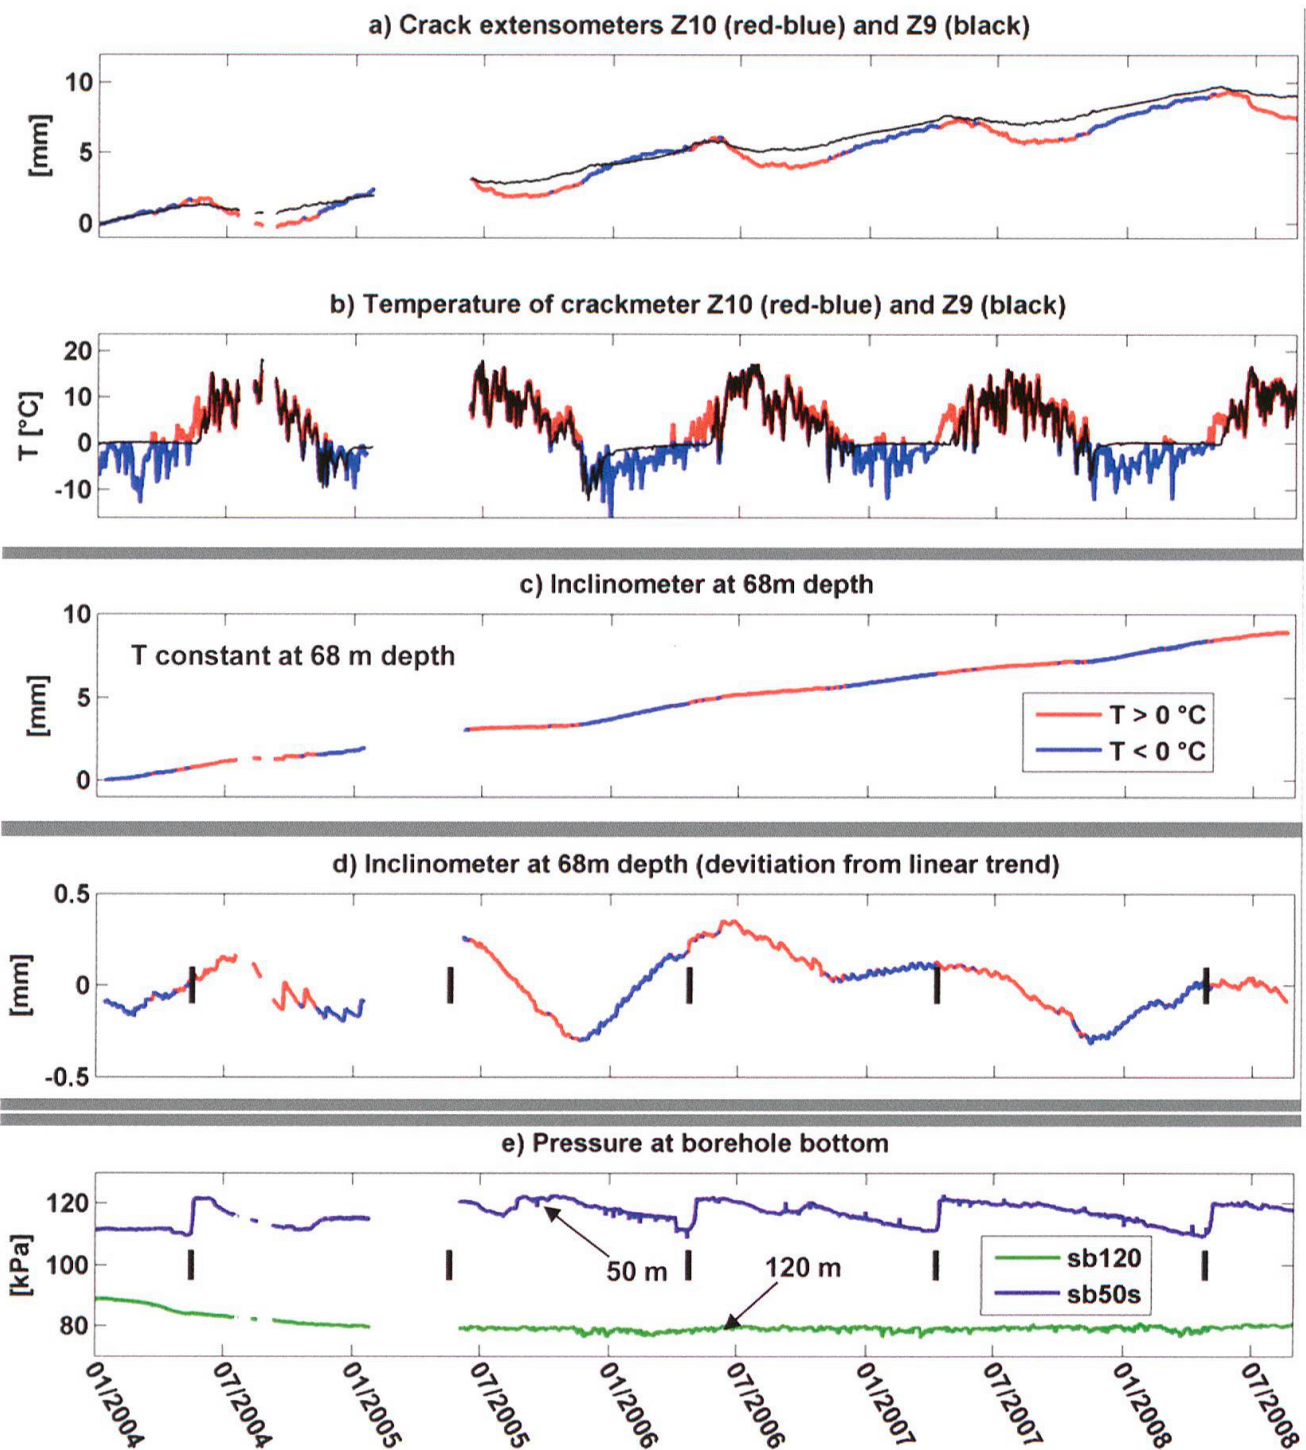 a) Crack extensometers Z10 (red-blue) and Z9 (black)
10
5
0
[mm]
b) Temperature of crackmeter Z10 (red-blue) and Z9 (black)
20
10
0
-10
T [°C]
c) Inclinometer at 68m depth
10
5
0
[mm]
T constant at 68 m depth
T > 0 °C
T < 0 °C
d) Inclinometer at 68m depth (devitiation from linear trend)
0.5
0
-0.5
[mm]
e) Pressure at borehole bottom
120
100
80
[kPa]
50 m
120 m
sb120
sb50s
01/2004
07/2004
01/2005
07/2005
01/2006
07/2006
01/2007
07/2007
01/2008
07/2008